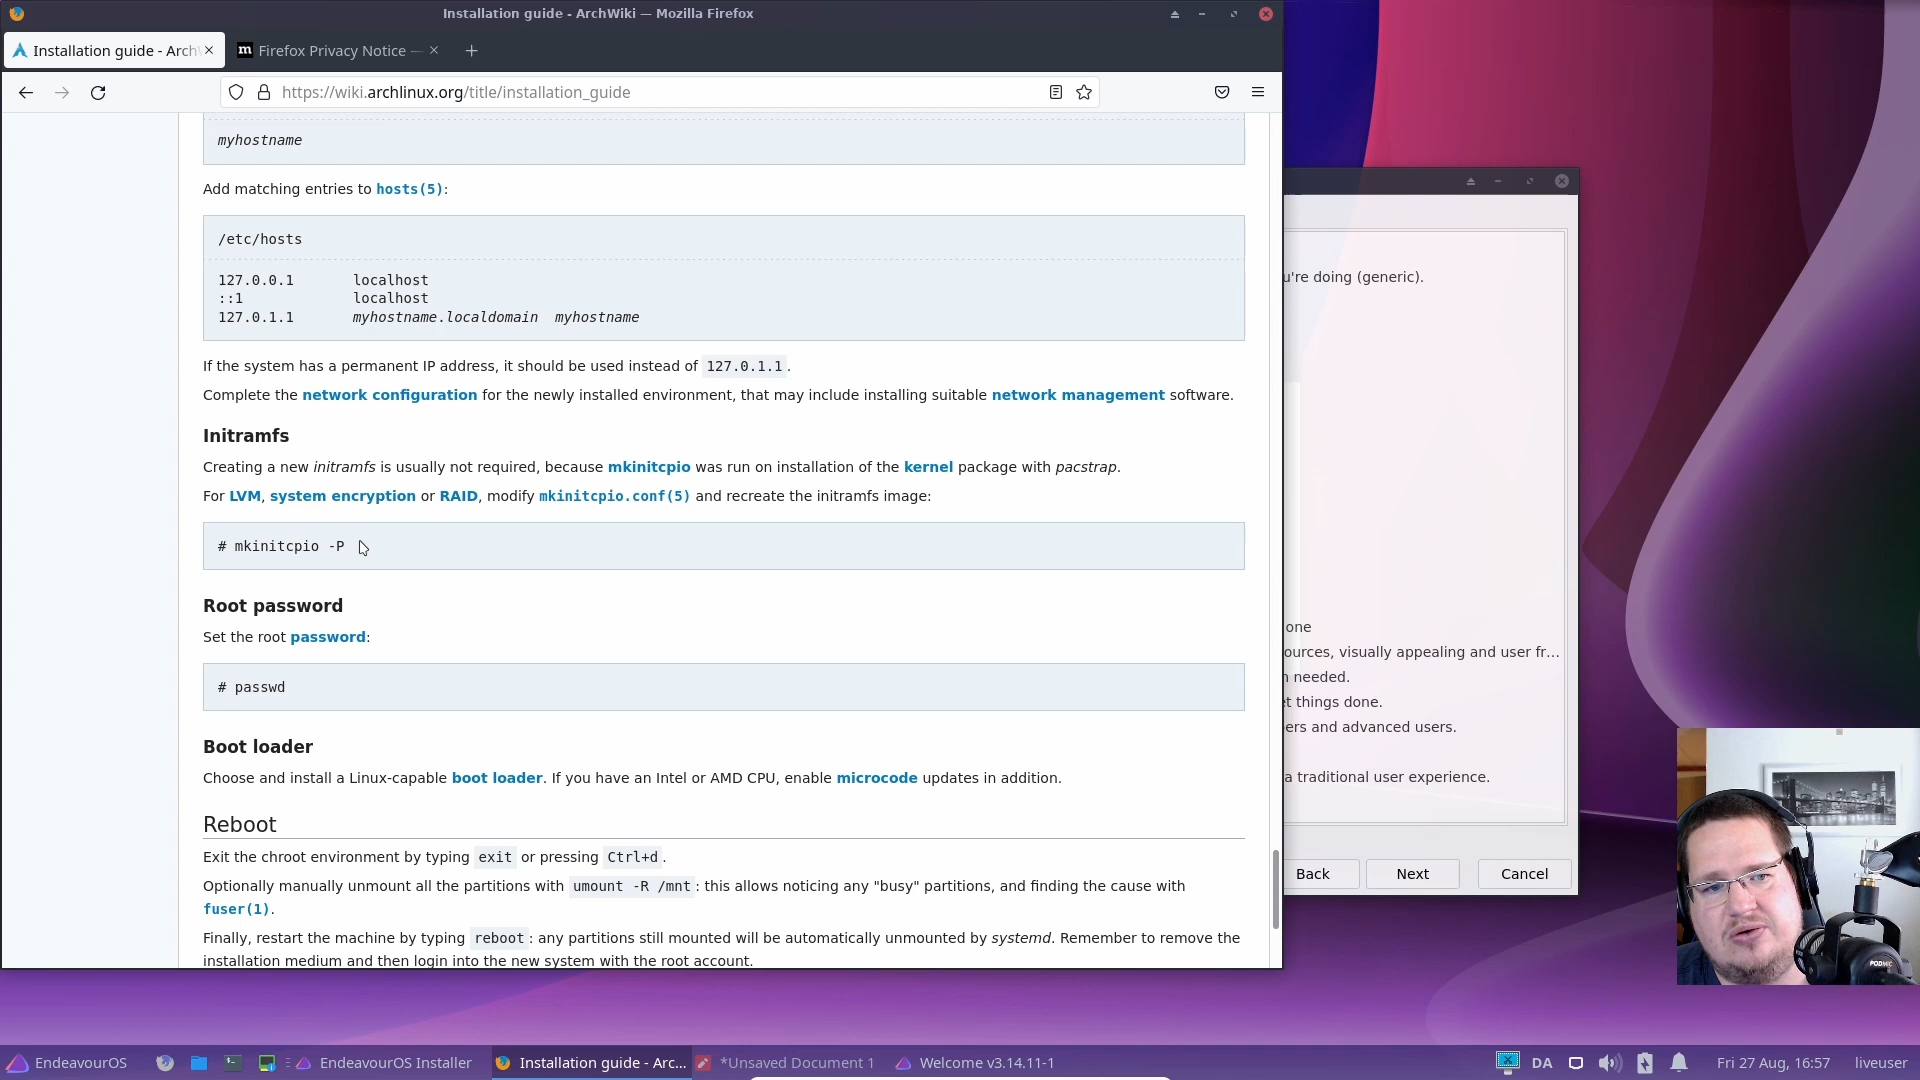 Installation guide - ArchWiki — Mozilla Firefox
Installation guide - Arch
Firefox Privacy Notice —
https://wiki.archlinux.org/title/installation_guide
myhostname
Add matching entries to hosts(5):
/etc/hosts
127.0.0.1 localhost
::1 localhost
127.0.1.1 myhostname.localdomain myhostname
If the system has a permanent IP address, it should be used instead of 127.0.1.1.
Complete the network configuration for the newly installed environment, that may include installing suitable network management software.
Initramfs
Creating a new initramfs is usually not required, because mkinitcpio was run on installation of the kernel package with pacstrap.
For LVM, system encryption or RAID, modify mkinitcpio.conf(5) and recreate the initramfs image:
# mkinitcpio -P
Root password
Set the root password:
# passwd
Boot loader
Choose and install a Linux-capable boot loader. If you have an Intel or AMD CPU, enable microcode updates in addition.
Reboot
Exit the chroot environment by typing exit or pressing Ctrl+d.
Optionally manually unmount all the partitions with umount -R /mnt: this allows noticing any "busy" partitions, and finding the cause with
fuser(1).
Finally, restart the machine by typing reboot: any partitions still mounted will be automatically unmounted by systemd. Remember to remove the
installation medium and then login into the new system with the root account.
u're doing (generic).
one
ources, visually appealing and user fr...
n needed.
et things done.
ers and advanced users.
a traditional user experience.
Back Next Cancel
PODMIC
EndeavourOS EndeavourOS Installer Installation guide - Arc... *Unsaved Document 1 Welcome v3.14.11-1 DA Fri 27 Aug, 16:57 liveuser